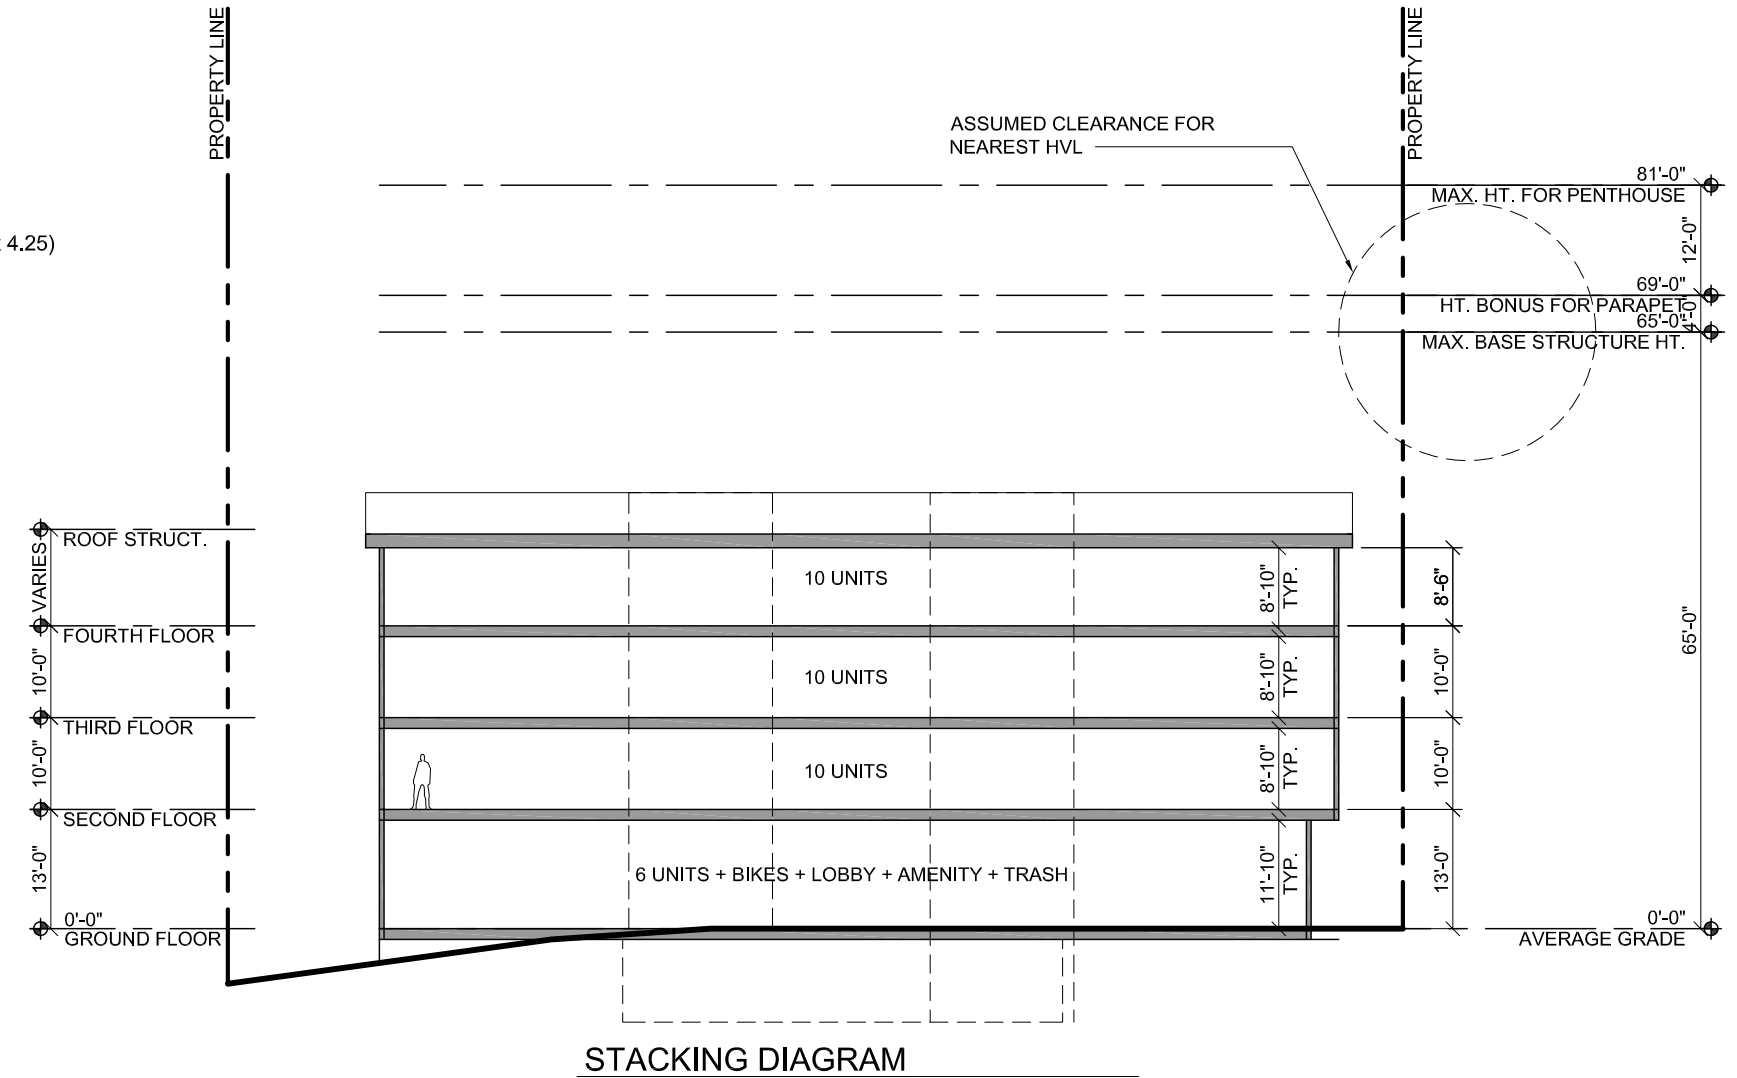 PROPERTY LINE
PROPERTY LINE
ASSUMED CLEARANCE FOR
NEAREST HVL
81'-0"
MAX. HT. FOR PENTHOUSE
12'-0"
4.25)
69'-0"
HT. BONUS FOR PARAPET
4'-0"
65'-0"
MAX. BASE STRUCTURE HT.
65'-0"
ROOF STRUCT.
VARIES
FOURTH FLOOR
10'-0"
THIRD FLOOR
10'-0"
SECOND FLOOR
13'-0"
0'-0"
GROUND FLOOR
10 UNITS
8'-10"
TYP.
8'-6"
10 UNITS
8'-10"
TYP.
10'-0"
10 UNITS
8'-10"
TYP.
10'-0"
6 UNITS + BIKES + LOBBY + AMENITY + TRASH
11'-10"
TYP.
13'-0"
0'-0"
AVERAGE GRADE
STACKING DIAGRAM